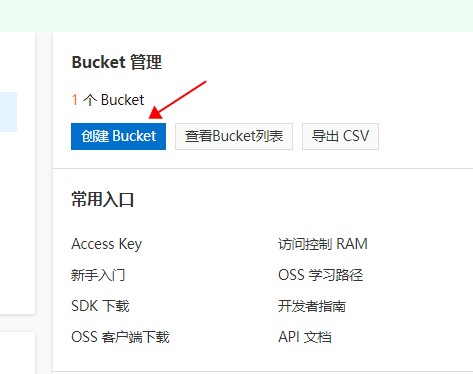 Bucket 管理
1 个 Bucket
创建 Bucket 查看Bucket列表 导出 CSV
常用入口
Access Key 访问控制 RAM
新手入门 OSS 学习路径
SDK 下载 开发者指南
OSS 客户端下载 API 文档